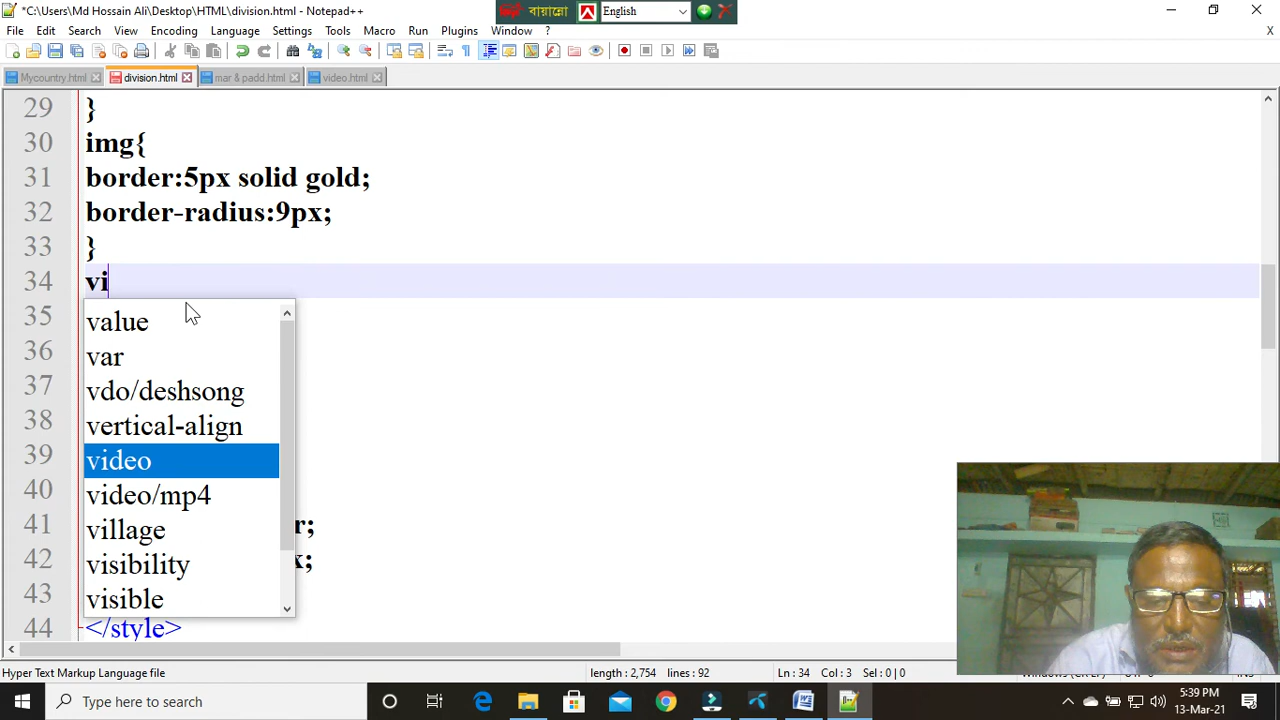 *C:\Users\Md Hossain Ali\Desktop\HTML\division.html - Notepad++
বায়ান্নো English
File Edit Search View Encoding Language Settings Tools Macro Run Plugins Window ? X
Mycountry.html division.html mar & padd.html video.html
29 }
30 img{
31 border:5px solid gold;
32 border-radius:9px;
33 }
34 vi
35 value
36 var
37 vdo/deshsong
38 vertical-align
39 video
40 video/mp4
41 village r;
42 visibility x;
43 visible
44 </style>
Hyper Text Markup Language file length : 2,754 lines : 92 Ln : 34 Col : 3 Sel : 0 | 0
Type here to search
5:39 PM
13-Mar-21